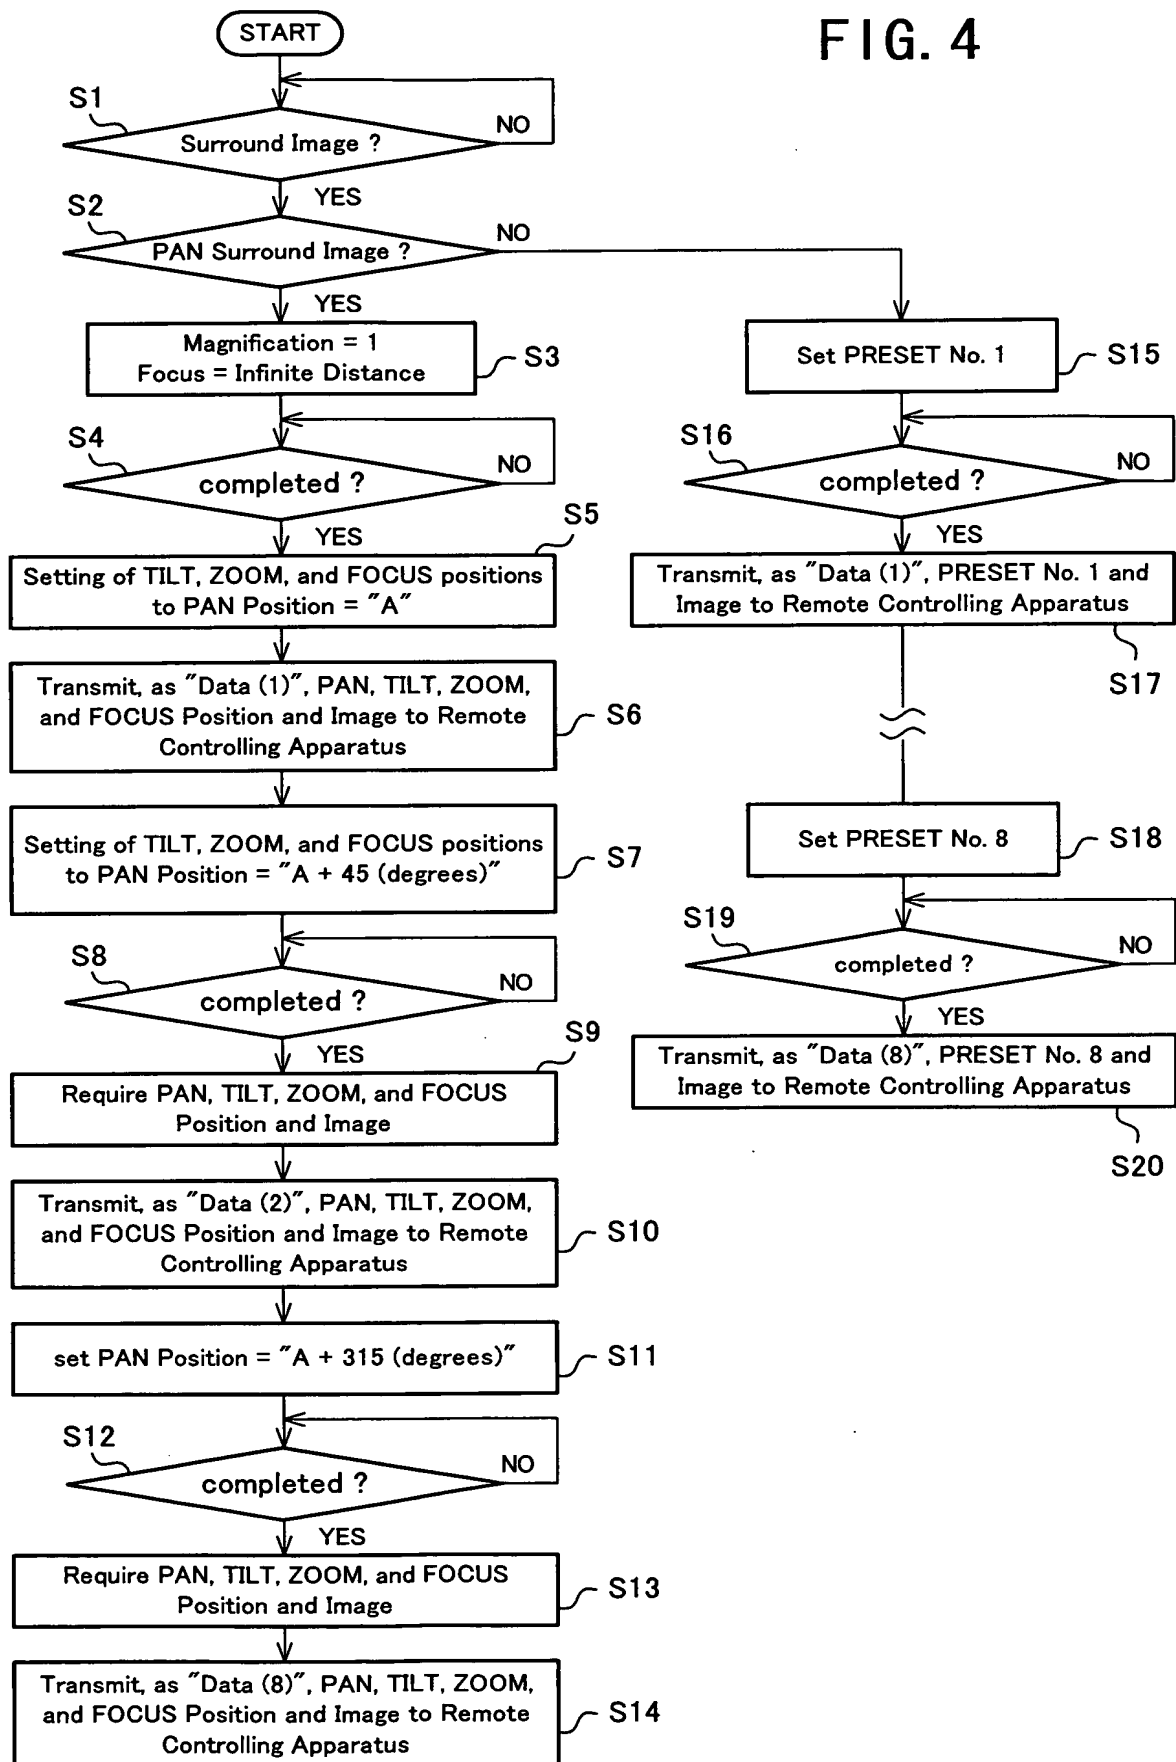 FIG. 4
START
S1
Surround Image ?
NO
YES
S2
PAN Surround Image ?
NO
YES
Magnification = 1
Focus = Infinite Distance
S3
S4
completed ?
NO
YES
S5
Setting of TILT, ZOOM, and FOCUS positions
to PAN Position = "A"
Transmit, as "Data (1)", PAN, TILT, ZOOM,
and FOCUS Position and Image to Remote
Controlling Apparatus
S6
Setting of TILT, ZOOM, and FOCUS positions
to PAN Position = "A + 45 (degrees)"
S7
S8
completed ?
NO
YES
S9
Require PAN, TILT, ZOOM, and FOCUS
Position and Image
Transmit, as "Data (2)", PAN, TILT, ZOOM,
and FOCUS Position and Image to Remote
Controlling Apparatus
S10
set PAN Position = "A + 315 (degrees)"
S11
S12
completed ?
NO
YES
Require PAN, TILT, ZOOM, and FOCUS
Position and Image
S13
Transmit, as "Data (8)", PAN, TILT, ZOOM,
and FOCUS Position and Image to Remote
Controlling Apparatus
S14
Set PRESET No. 1
S15
S16
completed ?
NO
YES
Transmit, as "Data (1)", PRESET No. 1 and
Image to Remote Controlling Apparatus
S17
Set PRESET No. 8
S18
S19
completed ?
NO
YES
Transmit, as "Data (8)", PRESET No. 8 and
Image to Remote Controlling Apparatus
S20